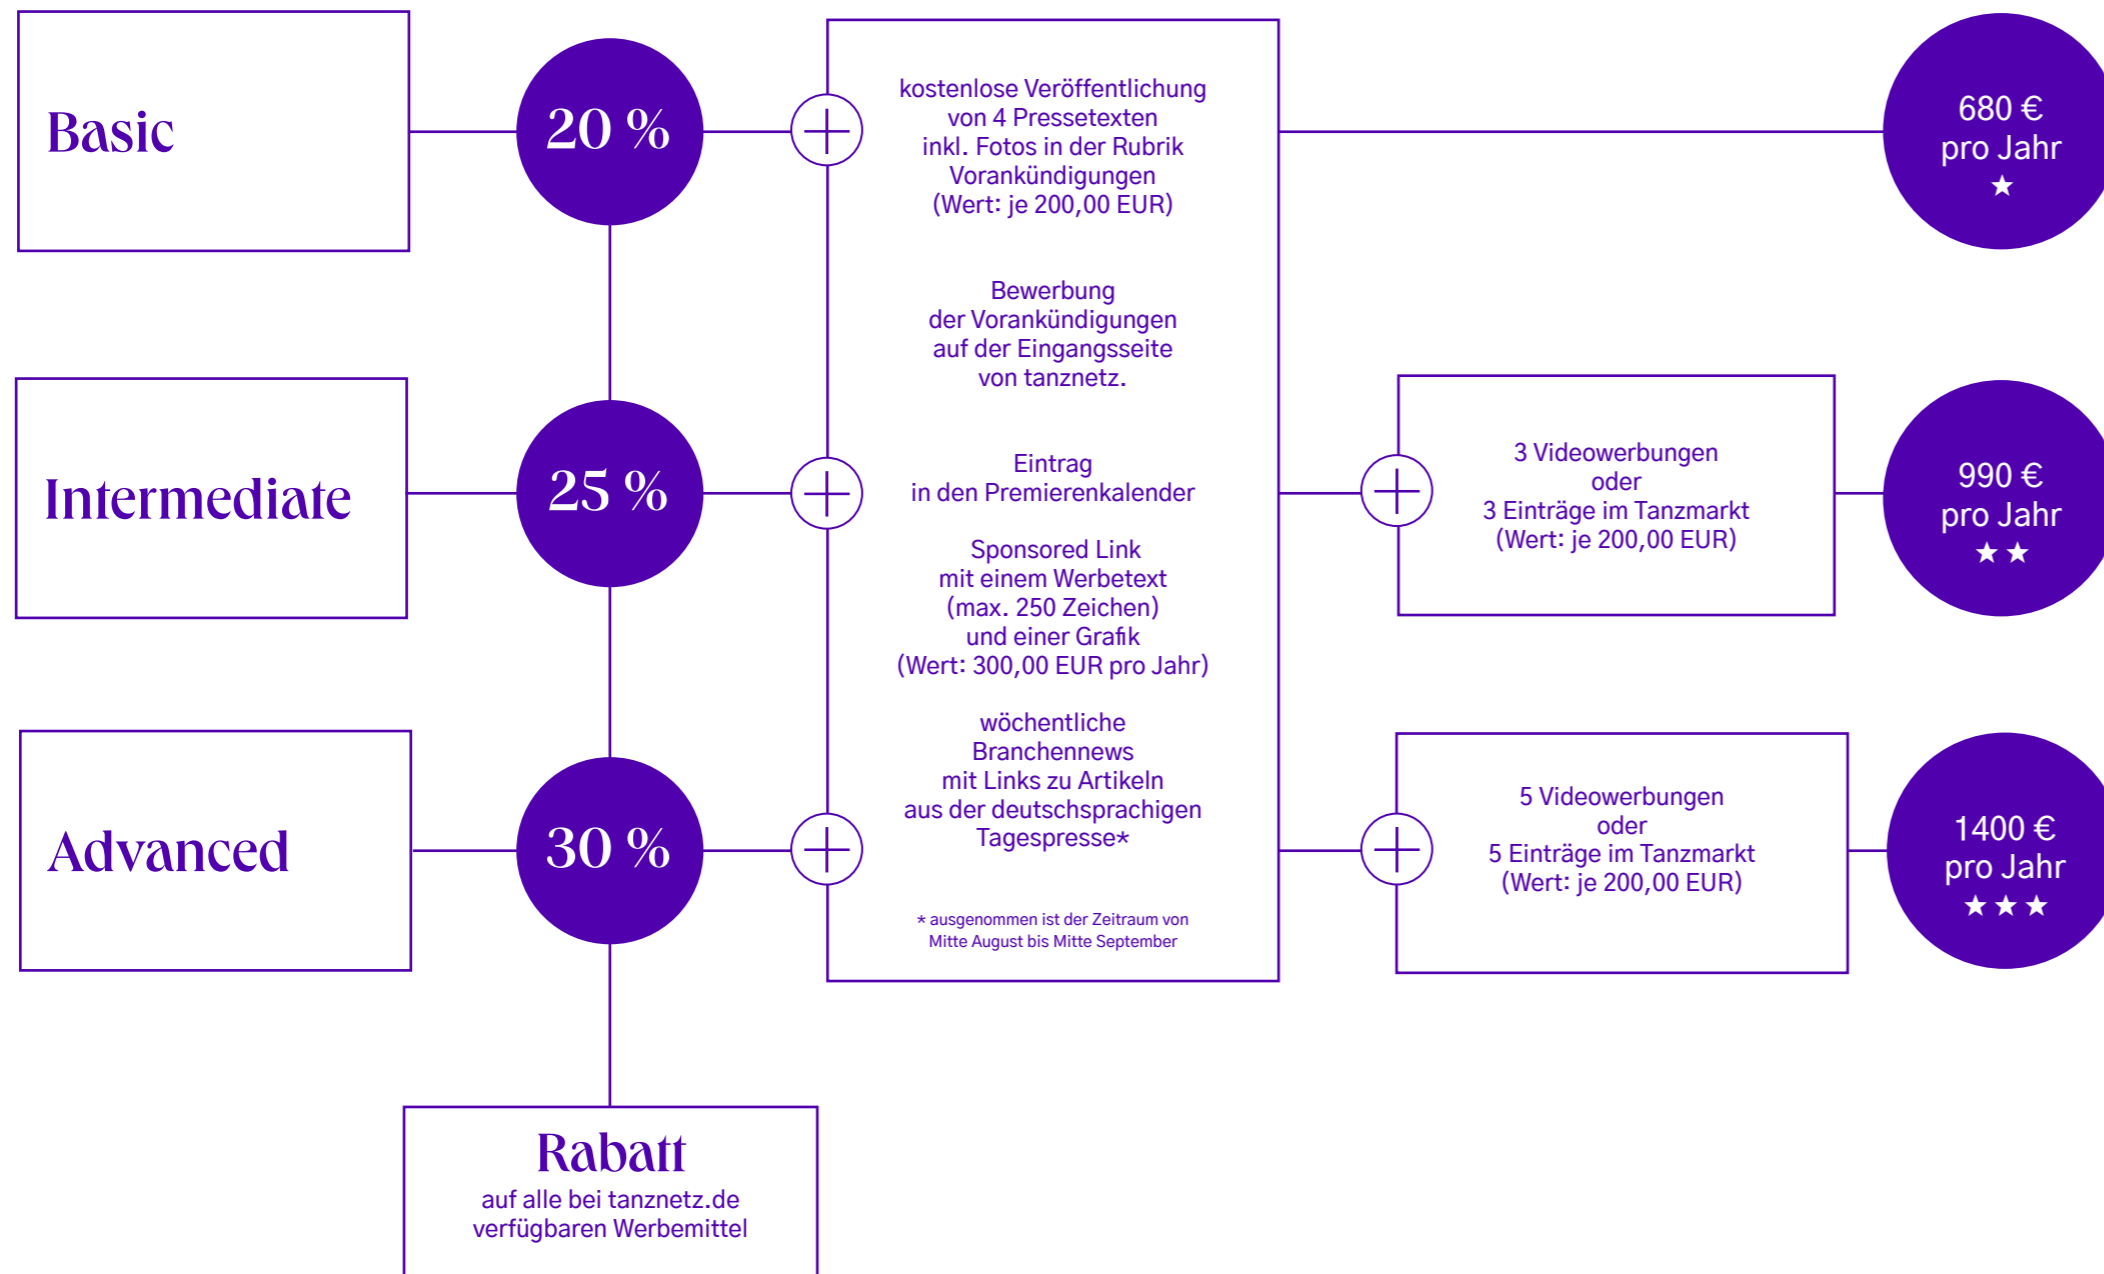 Basic
20 %
kostenlose Veröffentlichung
von 4 Pressetexten
inkl. Fotos in der Rubrik
Vorankündigungen
(Wert: je 200,00 EUR)
680 €
pro Jahr
★
Bewerbung
der Vorankündigungen
auf der Eingangsseite
von tanznetz.
Intermediate
25 %
Eintrag
in den Premierenkalender
Sponsored Link
mit einem Werbetext
(max. 250 Zeichen)
und einer Grafik
(Wert: 300,00 EUR pro Jahr)
3 Videowerbungen
oder
3 Einträge im Tanzmarkt
(Wert: je 200,00 EUR)
990 €
pro Jahr
★ ★
Advanced
30 %
wöchentliche
Branchennews
mit Links zu Artikeln
aus der deutschsprachigen
Tagespresse*
* ausgenommen ist der Zeitraum von
Mitte August bis Mitte September
5 Videowerbungen
oder
5 Einträge im Tanzmarkt
(Wert: je 200,00 EUR)
1400 €
pro Jahr
★ ★ ★
Rabatt
auf alle bei tanznetz.de
verfügbaren Werbemittel